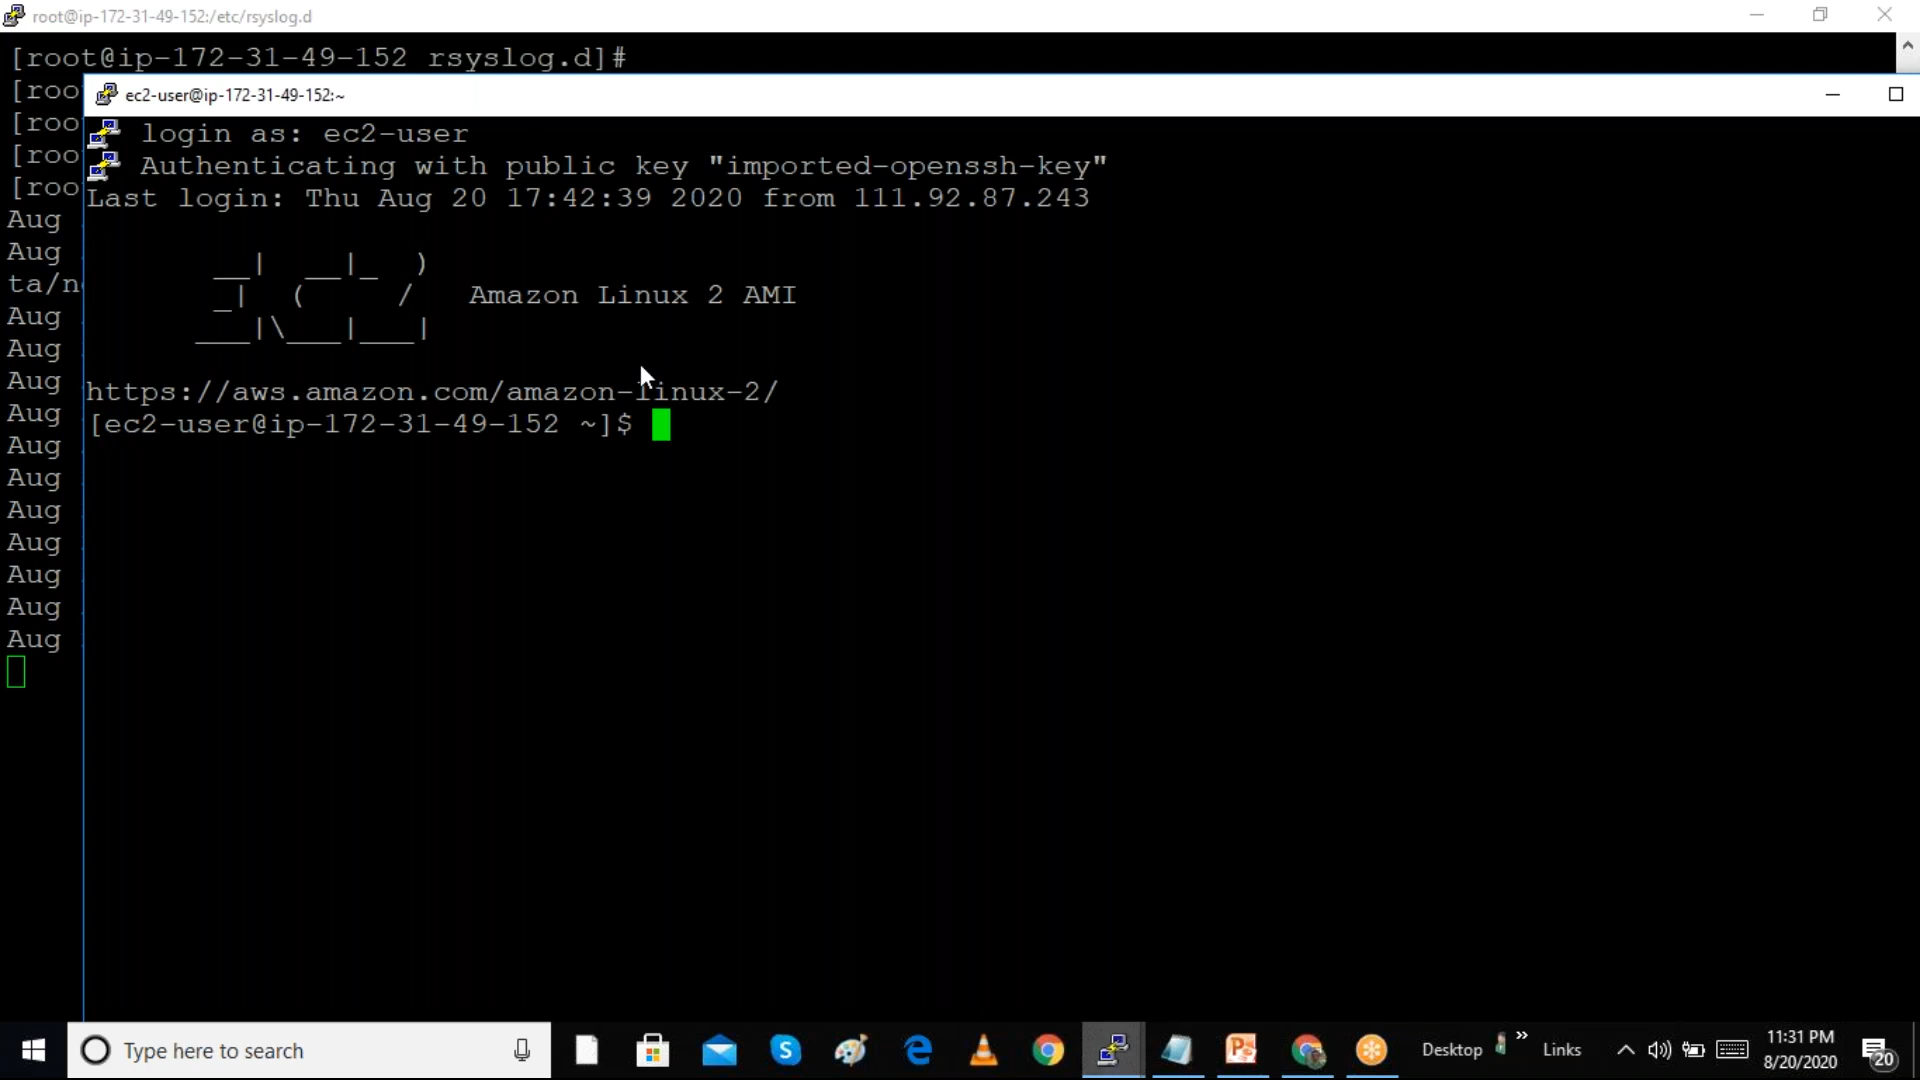 root@ip-172-31-49-152:/etc/rsyslog.d
[root@ip-172-31-49-152 rsyslog.d]#
[roo
ec2-user@ip-172-31-49-152:~
[roo
login as: ec2-user
[roo
Authenticating with public key "imported-openssh-key"
[roo
Last login: Thu Aug 20 17:42:39 2020 from 111.92.87.243
Aug
Aug
__|  __|_  )
ta/n
_|  (     /   Amazon Linux 2 AMI
Aug
___|\___|___|
Aug
Aug
https://aws.amazon.com/amazon-linux-2/
Aug
[ec2-user@ip-172-31-49-152 ~]$
Aug
Aug
Aug
Aug
Aug
Aug
Aug
Type here to search
Desktop
»
Links
11:31 PM
8/20/2020
20